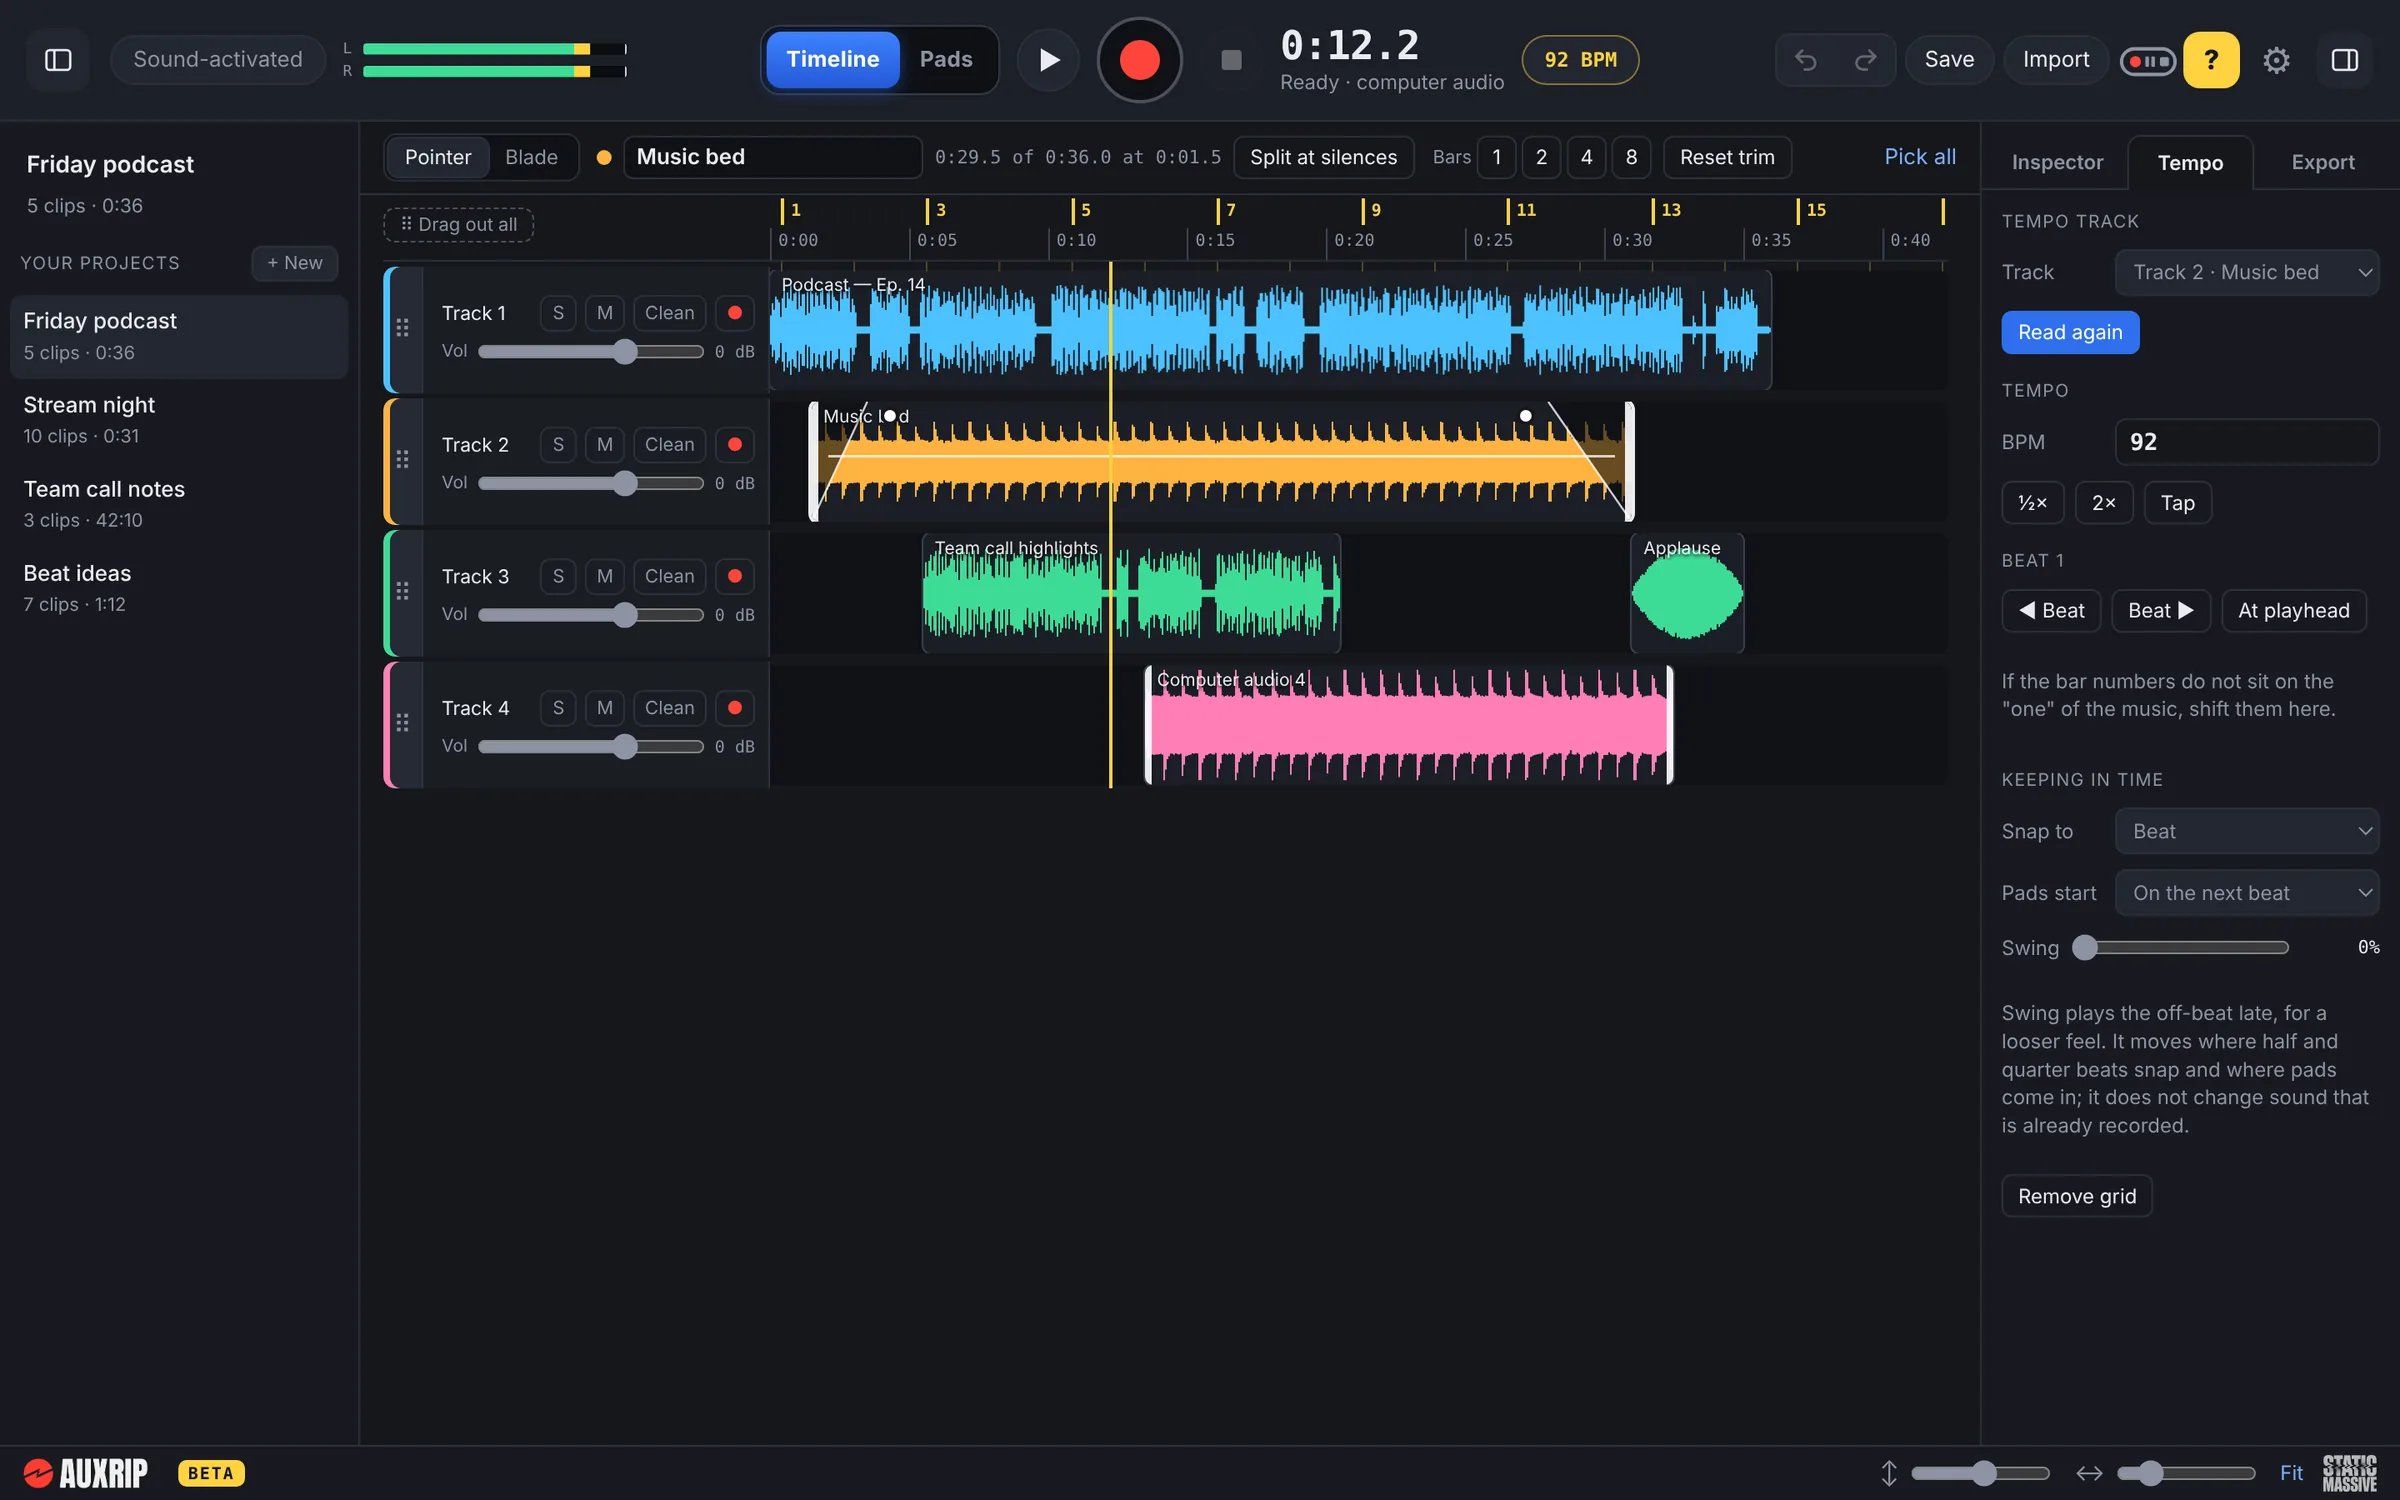 Sound-activated
L
R
Timeline
Pads
0:12.2
Ready · computer audio
92 BPM
Save
Import
?
Friday podcast
5 clips · 0:36
YOUR PROJECTS
+ New
Friday podcast
5 clips · 0:36
Stream night
10 clips · 0:31
Team call notes
3 clips · 42:10
Beat ideas
7 clips · 1:12
Pointer
Blade
Music bed
0:29.5 of 0:36.0 at 0:01.5
Split at silences
Bars
1
2
4
8
Reset trim
Pick all
Drag out all
1
3
5
7
9
11
13
15
0:00
0:05
0:10
0:15
0:20
0:25
0:30
0:35
0:40
Track 1
S
M
Clean
Vol
0 dB
Podcast — Ep. 14
Track 2
S
M
Clean
Vol
0 dB
Music b d
Track 3
S
M
Clean
Vol
0 dB
Team call highlights
Applause
Track 4
S
M
Clean
Vol
0 dB
Computer audio 4
Inspector
Tempo
Export
TEMPO TRACK
Track
Track 2 · Music bed
Read again
TEMPO
BPM
92
½×
2×
Tap
BEAT 1
◀ Beat
Beat ▶
At playhead
If the bar numbers do not sit on the
"one" of the music, shift them here.
KEEPING IN TIME
Snap to
Beat
Pads start
On the next beat
Swing
0%
Swing plays the off-beat late, for a
looser feel. It moves where half and
quarter beats snap and where pads
come in; it does not change sound that
is already recorded.
Remove grid
AUXRIP
BETA
Fit
STATIC
MASSIVE